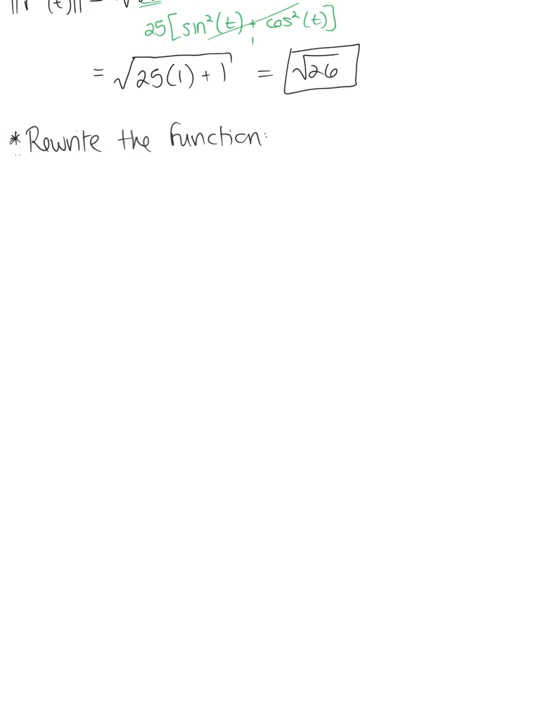 ||r'(t)|| = √
25[sin²(t) + cos²(t)]
1
= √25(1) + 1 = √26
* Rewrite the function: